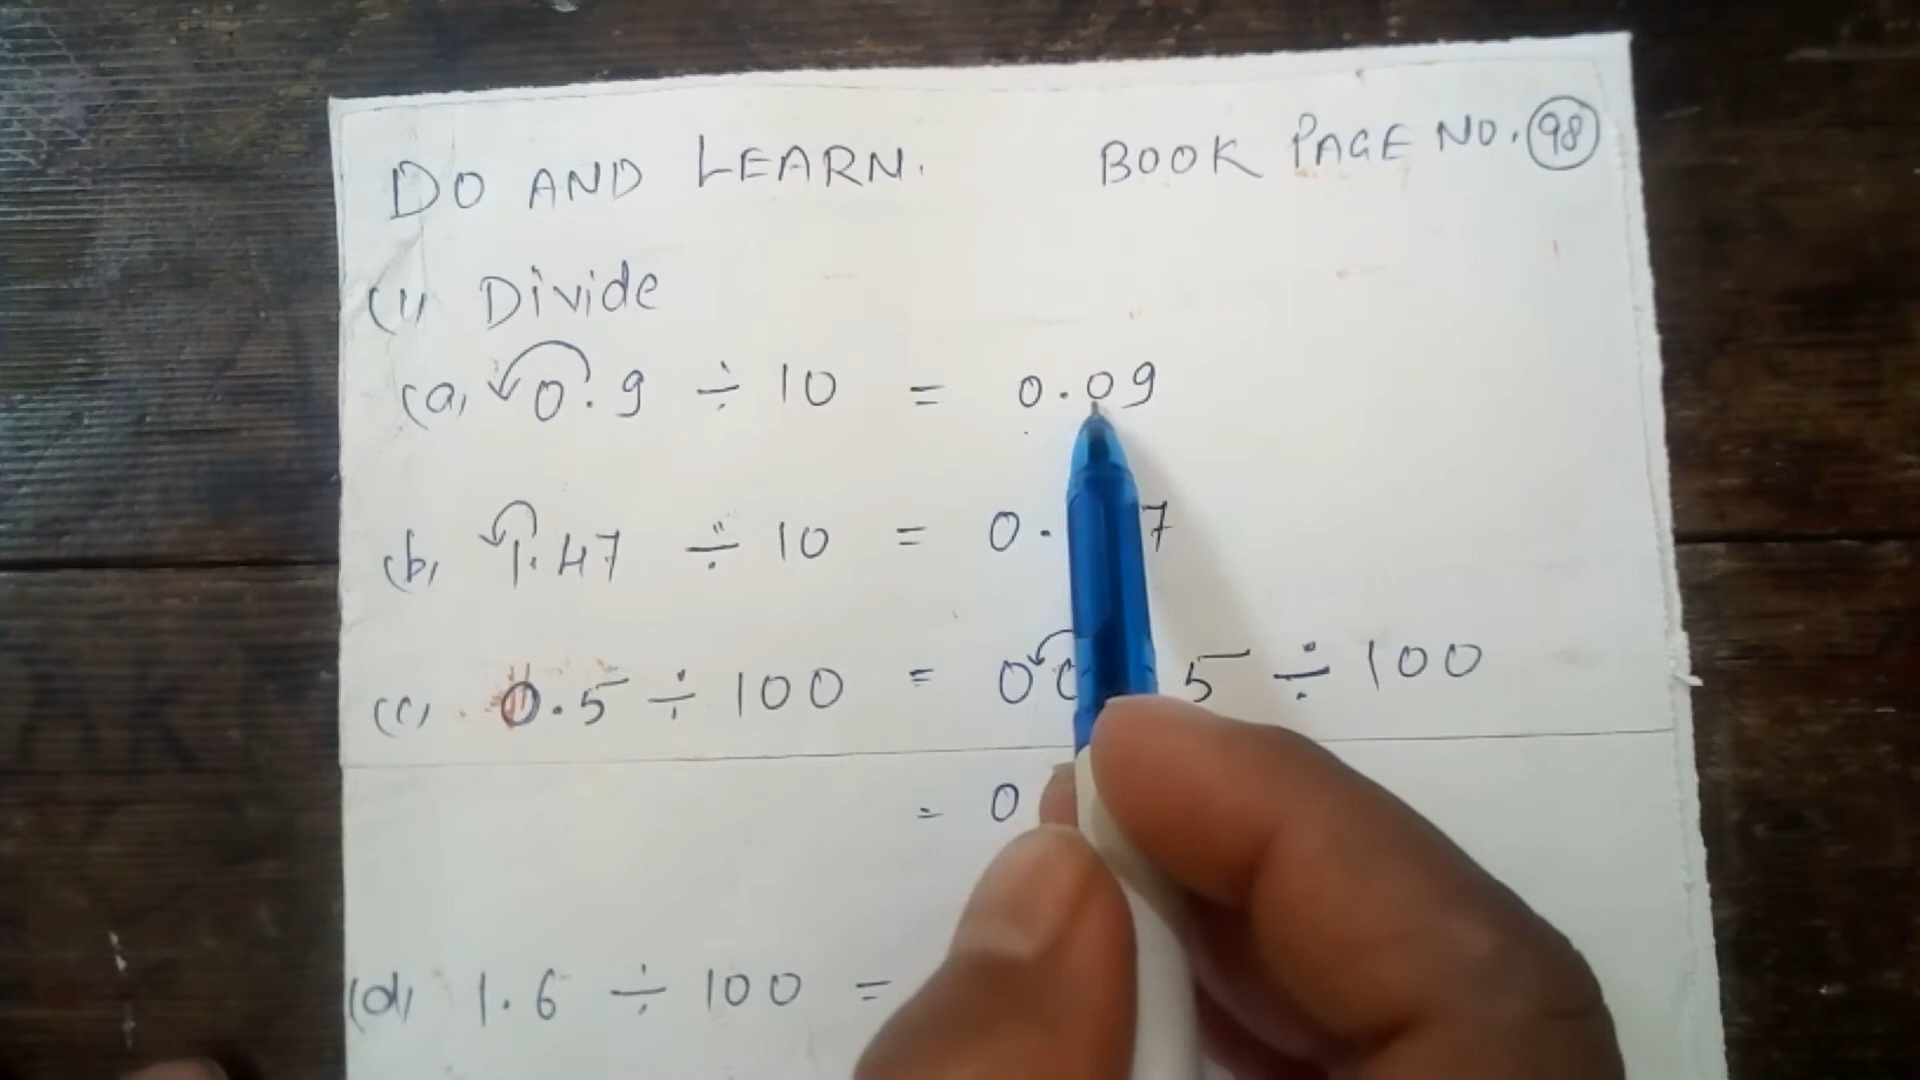 DO AND LEARN. BOOK PAGE NO. 98
(1) Divide
(a) 0.9 ÷ 10 = 0.09
(b) 1.47 ÷ 10 = 0. 7
(c) 0.5 ÷ 100 = 0 5 ÷ 100
= 0
(d) 1.6 ÷ 100 =